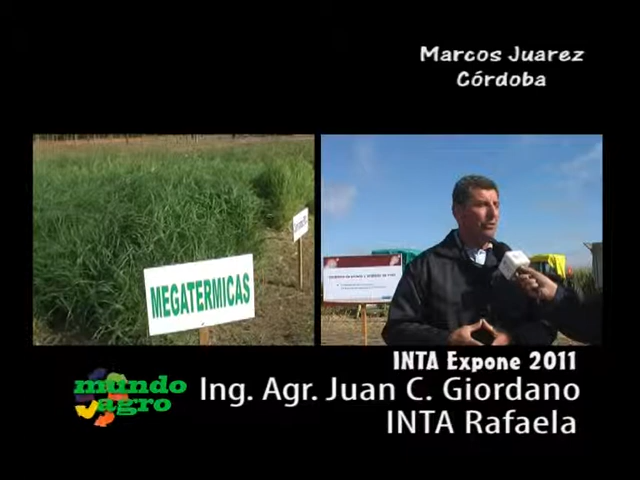 Marcos Juarez
Córdoba
MEGATERMICAS
INTA Expone 2011
mundo
agro
Ing. Agr. Juan C. Giordano
INTA Rafaela